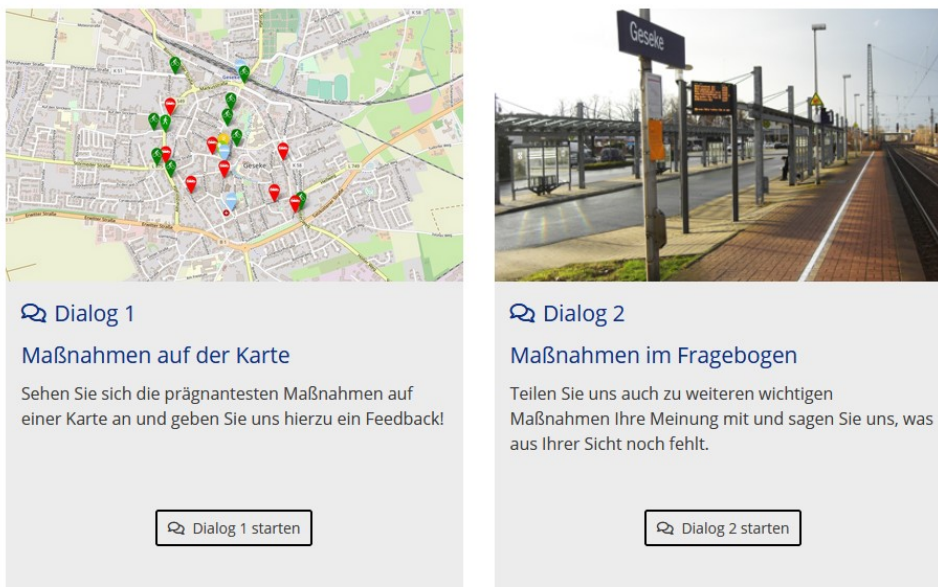 Geseke
Geseke
Dialog 1
Maßnahmen auf der Karte
Sehen Sie sich die prägnantesten Maßnahmen auf
einer Karte an und geben Sie uns hierzu ein Feedback!
Dialog 1 starten
Geseke
Dialog 2
Maßnahmen im Fragebogen
Teilen Sie uns auch zu weiteren wichtigen
Maßnahmen Ihre Meinung mit und sagen Sie uns, was
aus Ihrer Sicht noch fehlt.
Dialog 2 starten